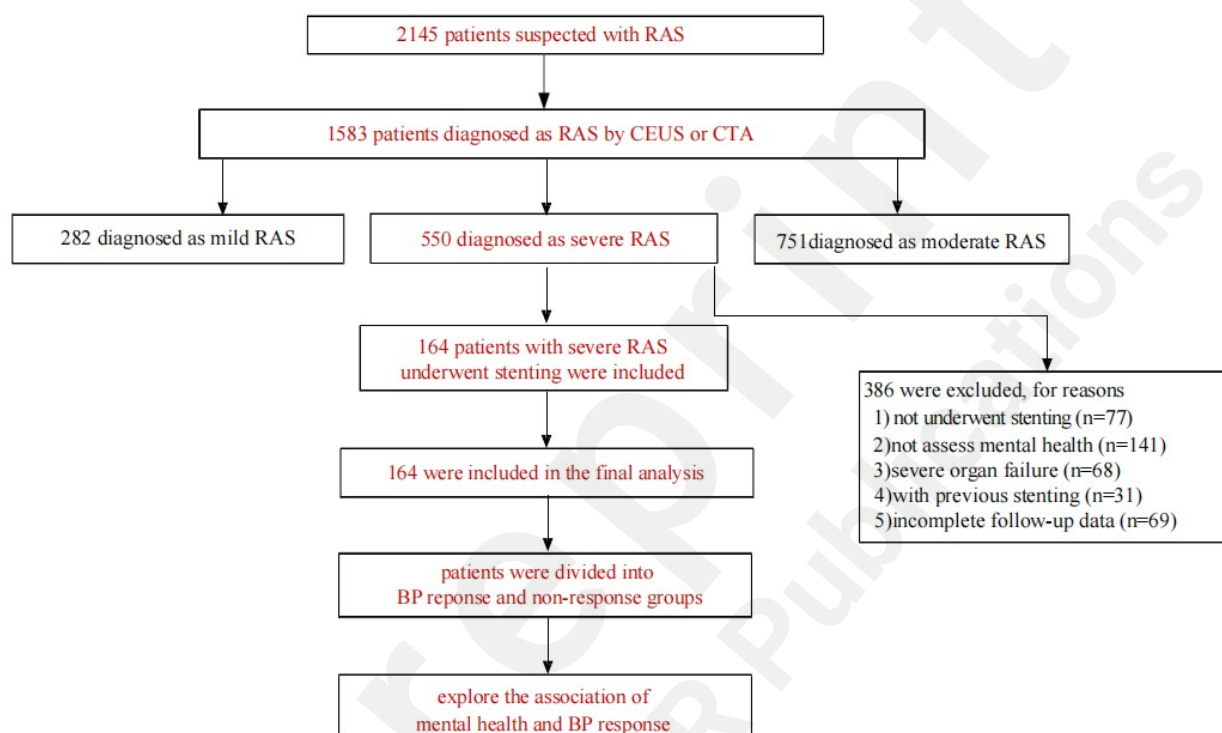 2145 patients suspected with RAS
1583 patients diagnosed as RAS by CEUS or CTA
282 diagnosed as mild RAS
550 diagnosed as severe RAS
751diagnosed as moderate RAS
164 patients with severe RAS
underwent stenting were included
386 were excluded, for reasons
1) not underwent stenting (n=77)
2)not assess mental health (n=141)
3)severe organ failure (n=68)
4)with previous stenting (n=31)
5)incomplete follow-up data (n=69)
164 were included in the final analysis
patients were divided into
BP reponse and non-response groups
explore the association of
mental health and BP response
reprint
R Publications